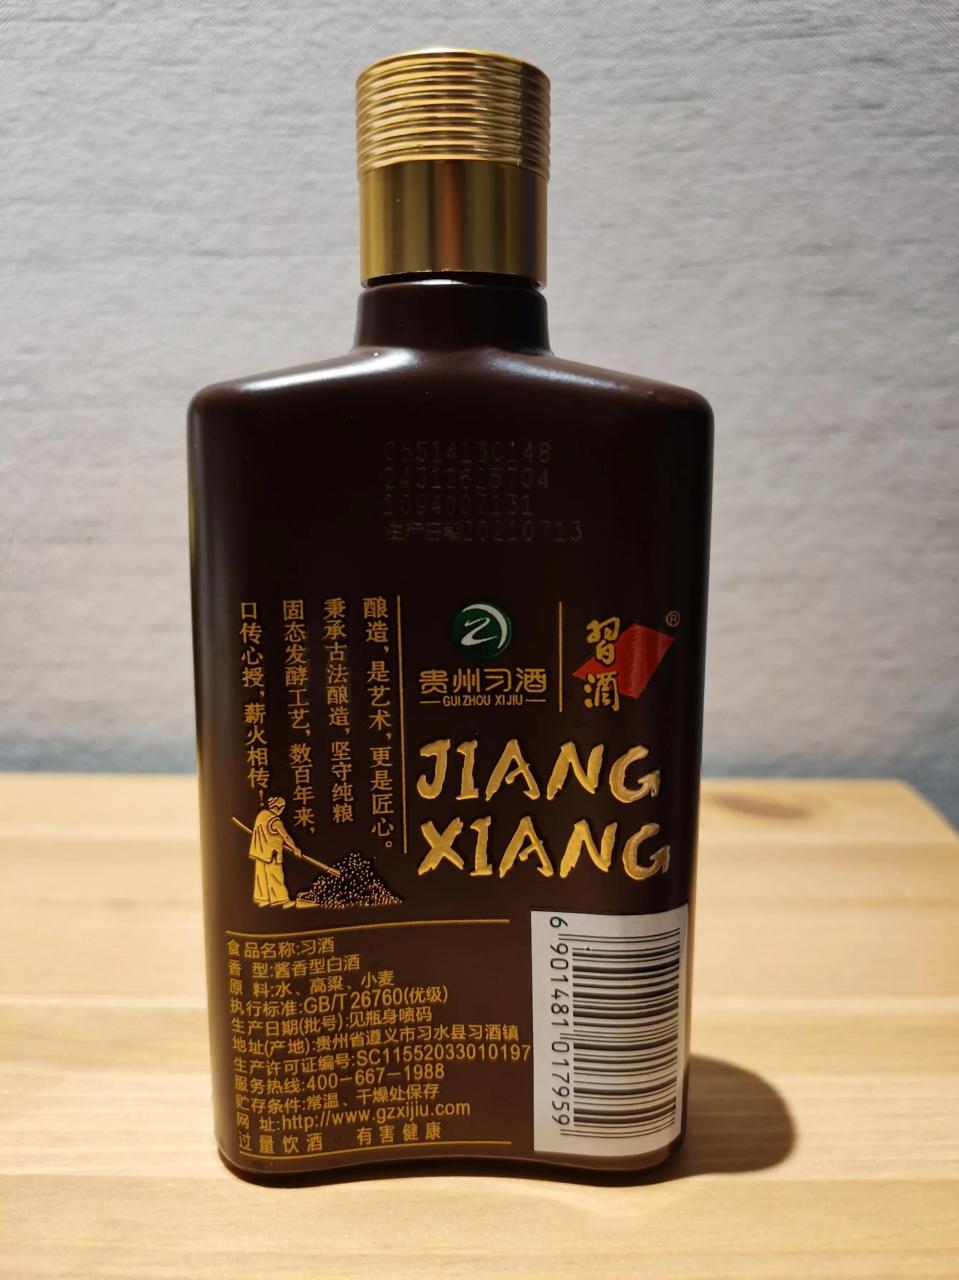 06514130148
24312625704
1094007131
生产日期20210713
酿造，是艺术，更是匠心。
秉承古法酿造，坚守纯粮
固态发酵工艺，数百年来，
口传心授，薪火相传！
贵州习酒
GUIZHOU XIJIU
習酒
®
JIANG
XIANG
食品名称:习酒
香 型:酱香型白酒
原 料:水、高粱、小麦
执行标准:GB/T 26760(优级)
生产日期(批号):见瓶身喷码
地址(产地):贵州省遵义市习水县习酒镇
生产许可证编号:SC11552033010197
服务热线:400-667-1988
贮存条件:常温、干燥处保存
网 址:http://www.gzxijiu.com
过量饮酒 有害健康
6 901481 017959